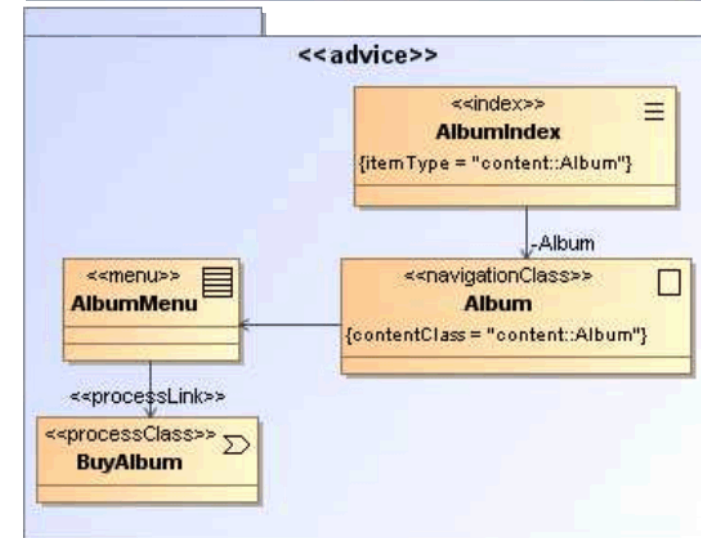 <<advice>>
<<index>>
AlbumIndex
{itemType = "content::Album"}
-Album
<<navigationClass>>
Album
{contentClass = "content::Album"}
<<menu>>
AlbumMenu
<<processLink>>
<<processClass>>
BuyAlbum